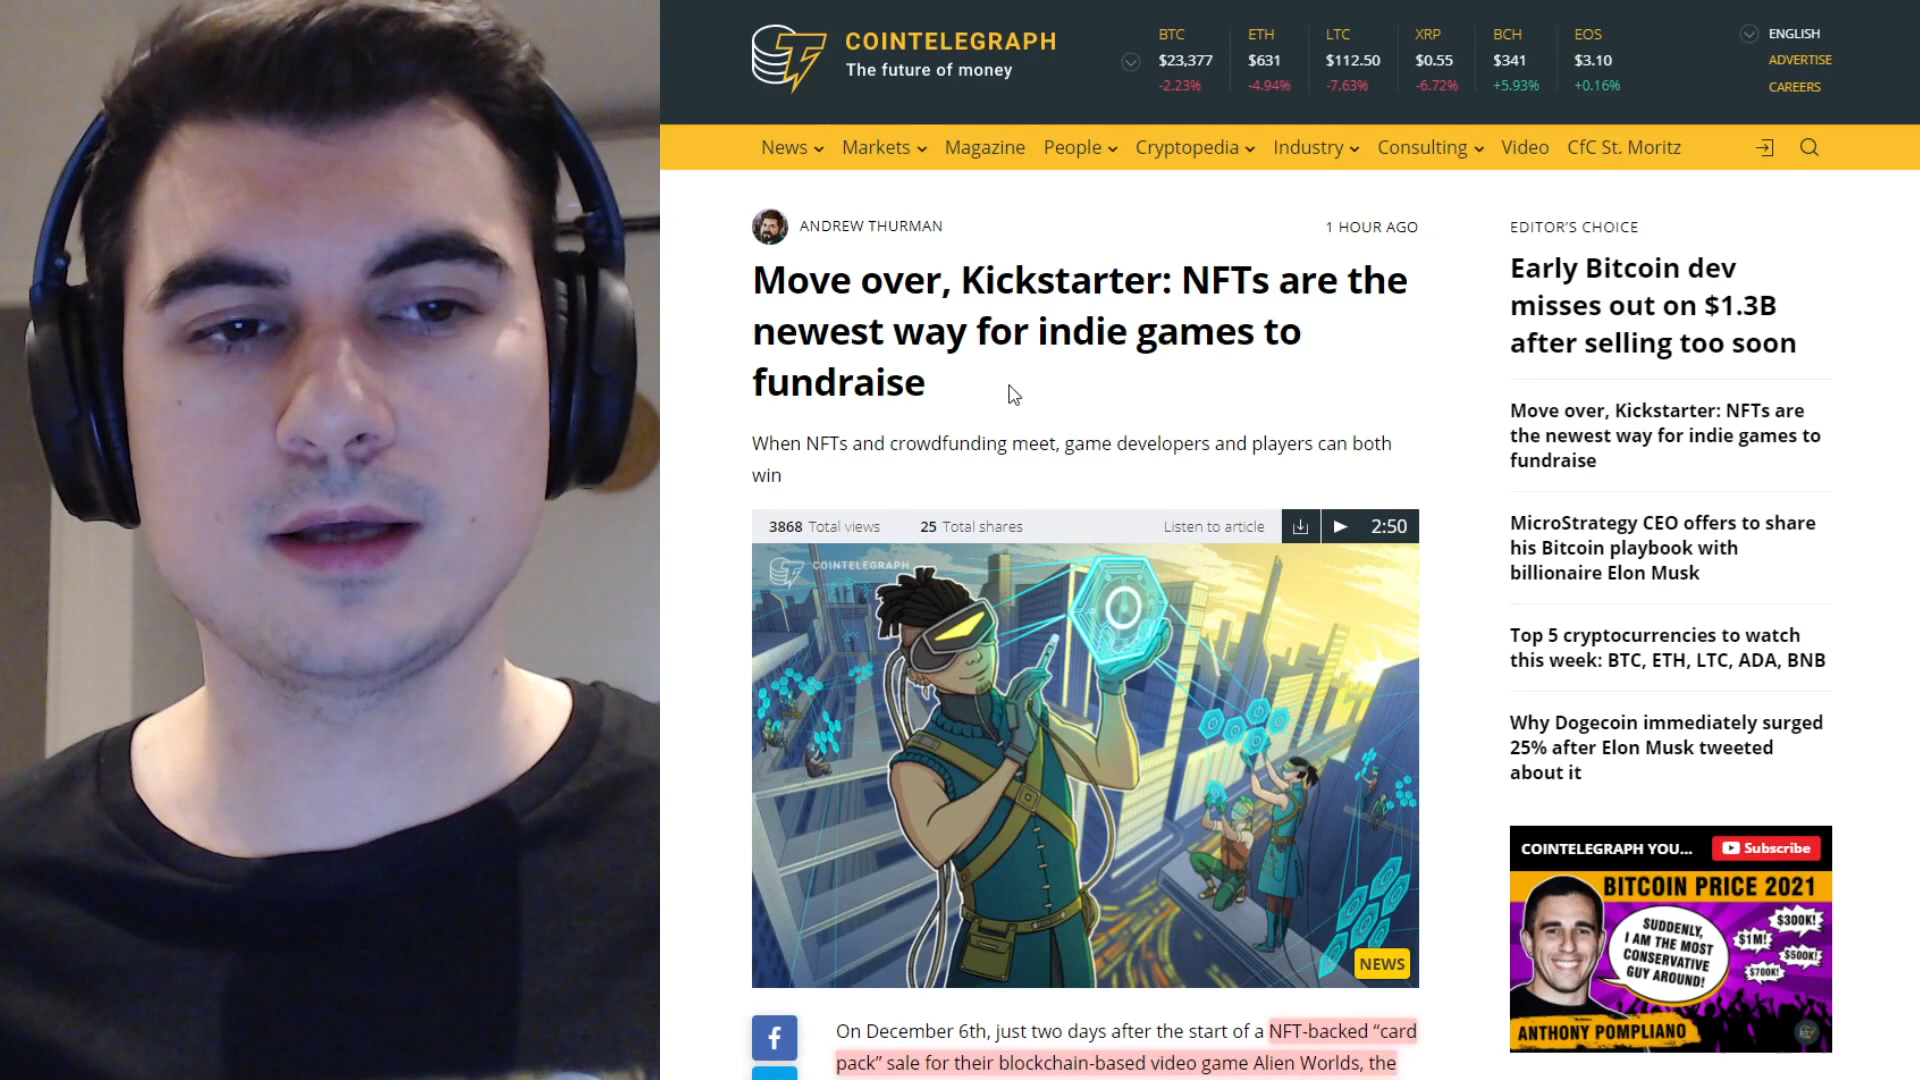 COINTELEGRAPH
The future of money
BTC
$23,377
-2.23%
ETH
$631
-4.94%
LTC
$112.50
-7.63%
XRP
$0.55
-6.72%
BCH
$341
+5.93%
EOS
$3.10
+0.16%
ENGLISH
ADVERTISE
CAREERS
News Markets Magazine People Cryptopedia Industry Consulting Video CfC St. Moritz
ANDREW THURMAN
1 HOUR AGO
Move over, Kickstarter: NFTs are the
newest way for indie games to
fundraise
When NFTs and crowdfunding meet, game developers and players can both
win
3868 Total views 25 Total shares Listen to article 2:50
COINTELEGRAPH
NEWS
On December 6th, just two days after the start of a NFT-backed “card
pack” sale for their blockchain-based video game Alien Worlds, the
EDITOR’S CHOICE
Early Bitcoin dev
misses out on $1.3B
after selling too soon
Move over, Kickstarter: NFTs are
the newest way for indie games to
fundraise
MicroStrategy CEO offers to share
his Bitcoin playbook with
billionaire Elon Musk
Top 5 cryptocurrencies to watch
this week: BTC, ETH, LTC, ADA, BNB
Why Dogecoin immediately surged
25% after Elon Musk tweeted
about it
COINTELEGRAPH YOU...
Subscribe
BITCOIN PRICE 2021
SUDDENLY,
I AM THE MOST
CONSERVATIVE
GUY AROUND!
$300K!
$1M!
$500K!
$700K!
ANTHONY POMPLIANO